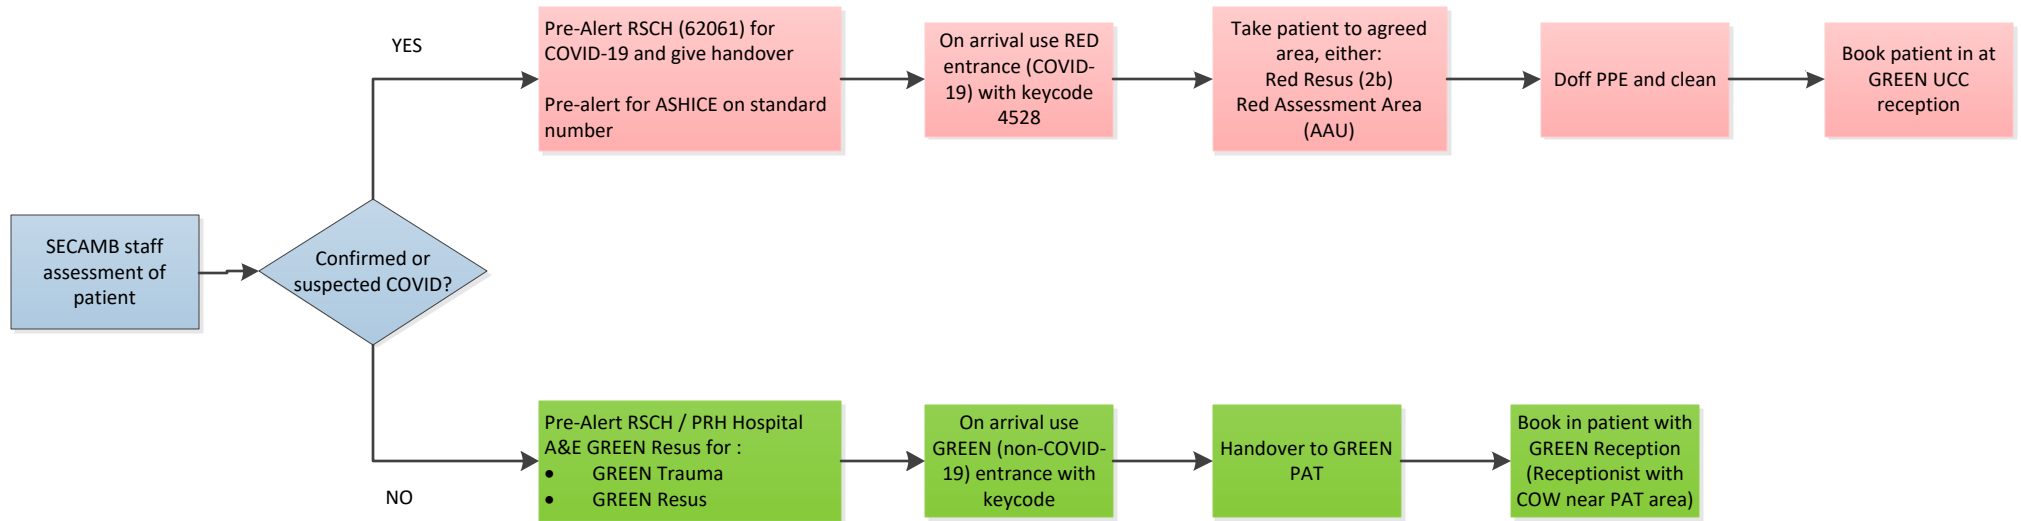 SECAMB staff
assessment of
patient
Confirmed or
suspected COVID?
YES
Pre-Alert RSCH (62061) for
COVID-19 and give handover
Pre-alert for ASHICE on standard
number
On arrival use RED
entrance (COVID-
19) with keycode
4528
Take patient to agreed
area, either:
Red Resus (2b)
Red Assessment Area
(AAU)
Doff PPE and clean
Book patient in at
GREEN UCC
reception
NO
Pre-Alert RSCH / PRH Hospital
A&E GREEN Resus for :
• GREEN Trauma
• GREEN Resus
On arrival use
GREEN (non-COVID-
19) entrance with
keycode
Handover to GREEN
PAT
Book in patient with
GREEN Reception
(Receptionist with
COW near PAT area)